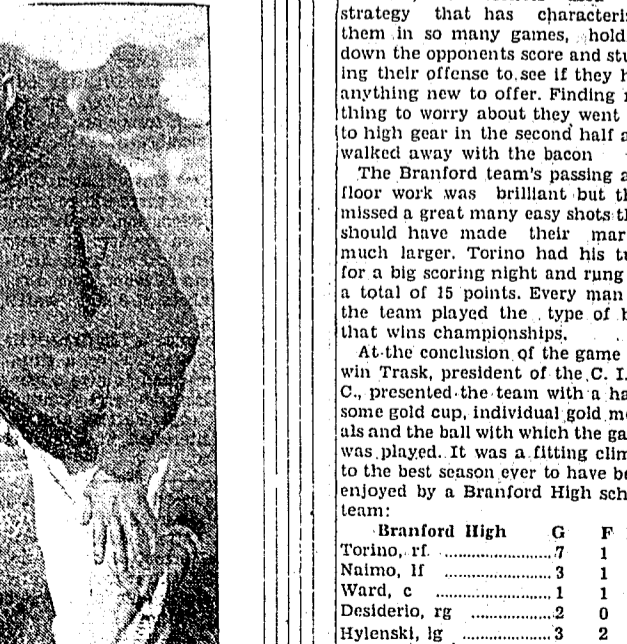 strategy that has characteris
them in so many games, hold
down the opponents score and stu
ing their offense to see if they h
anything new to offer. Finding n
thing to worry about they went
to high gear in the second half a
walked away with the bacon
The Branford team's passing a
floor work was brilliant but th
missed a great many easy shots th
should have made their mar
much larger. Torino had his tu
for a big scoring night and rung
a total of 15 points. Every man
the team played the type of b
that wins championships.
At the conclusion of the game
win Trask, president of the C. I.
C., presented the team with a ha
some gold cup, individual gold me
als and the ball with which the ga
was played. It was a fitting clim
to the best season ever to have be
enjoyed by a Branford High sch
team:
Branford High G F
Torino, rf. ........................7 1
Naimo, lf ........................3 1
Ward, c ........................1 1
Desiderio, rg ..................2 0
Hylenski, lg ...................3 2